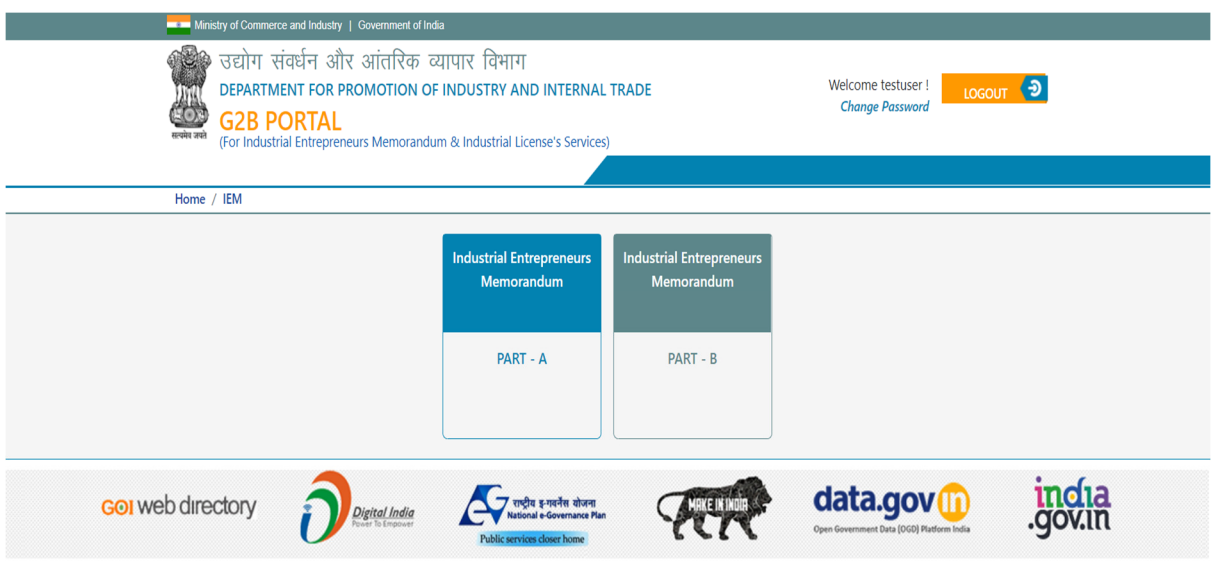 Ministry of Commerce and Industry | Government of India
उद्योग संवर्धन और आंतरिक व्यापार विभाग
DEPARTMENT FOR PROMOTION OF INDUSTRY AND INTERNAL TRADE
G2B PORTAL
(For Industrial Entrepreneurs Memorandum & Industrial License's Services)
सत्यमेव जयते
Welcome testuser !
Change Password
LOGOUT
Home / IEM
Industrial Entrepreneurs
Memorandum
PART - A
Industrial Entrepreneurs
Memorandum
PART - B
GOI web directory
Digital India
Power To Empower
राष्ट्रीय इ-गवर्नेंस योजना
National e-Governance Plan
Public services closer home
MAKE IN INDIA
data.gov in
Open Government Data (OGD) Platform India
india
.gov.in